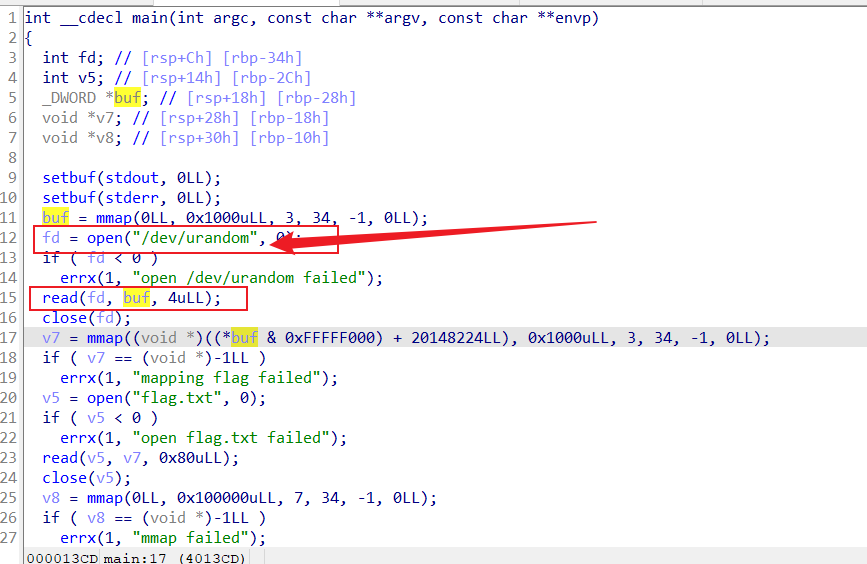 1 int __cdecl main(int argc, const char **argv, const char **envp)
2 {
3 int fd; // [rsp+Ch] [rbp-34h]
4 int v5; // [rsp+14h] [rbp-2Ch]
5 _DWORD *buf; // [rsp+18h] [rbp-28h]
6 void *v7; // [rsp+28h] [rbp-18h]
7 void *v8; // [rsp+30h] [rbp-10h]
8
9 setbuf(stdout, 0LL);
10 setbuf(stderr, 0LL);
11 buf = mmap(0LL, 0x1000uLL, 3, 34, -1, 0LL);
12 fd = open("/dev/urandom", 0);
13 if ( fd < 0 )
14 errx(1, "open /dev/urandom failed");
15 read(fd, buf, 4uLL);
16 close(fd);
17 v7 = mmap((void *)((*buf & 0xFFFFF000) + 20148224LL), 0x1000uLL, 3, 34, -1, 0LL);
18 if ( v7 == (void *)-1LL )
19 errx(1, "mapping flag failed");
20 v5 = open("flag.txt", 0);
21 if ( v5 < 0 )
22 errx(1, "open flag.txt failed");
23 read(v5, v7, 0x80uLL);
24 close(v5);
25 v8 = mmap(0LL, 0x100000uLL, 7, 34, -1, 0LL);
26 if ( v8 == (void *)-1LL )
27 errx(1, "mmap failed");
000013CD main:17 (4013CD)